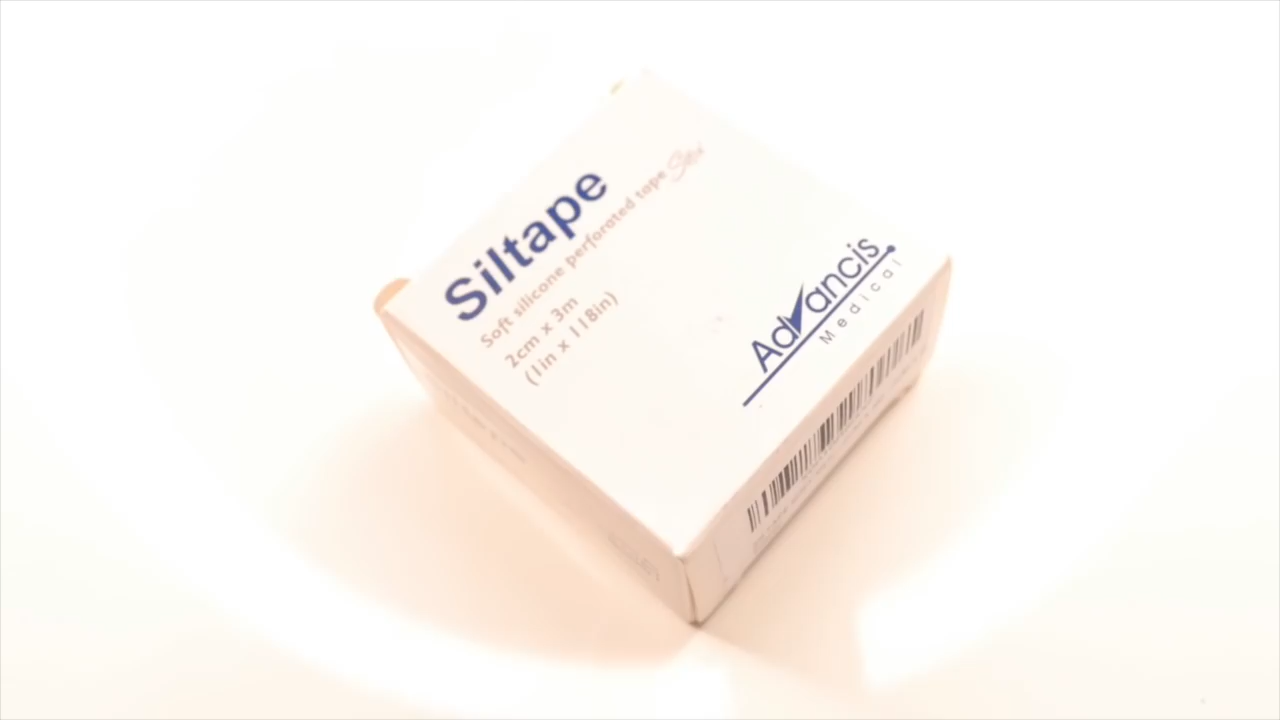 Siltape
Soft silicone perforated tape
2cm x 3m
(1in x 118in)
Advancis
Medical